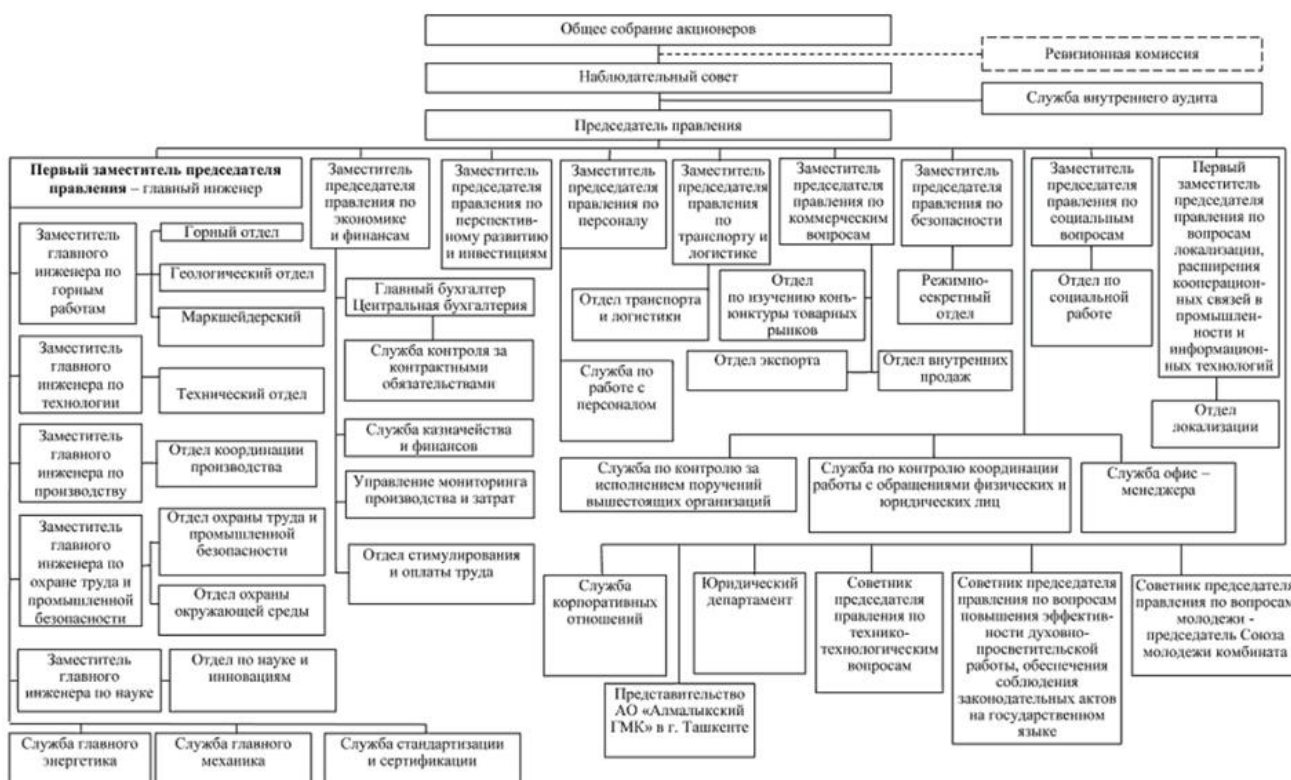 Общее собрание акционеров
Ревизионная комиссия
Наблюдательный совет
Служба внутреннего аудита
Председатель правления
Первый заместитель председателя
правления – главный инженер
Заместитель
председателя
правления по
экономике
и финансам
Заместитель
председателя
правления по
перспектив-
ному развитию
и инвестициям
Заместитель
председателя
правления по
персоналу
Заместитель
председателя
правления
по
транспорту и
логистике
Заместитель
председателя
правления по
коммерческим
вопросам
Заместитель
председателя
правления по
безопасности
Заместитель
председателя
правления по
социальным
вопросам
Первый
заместитель
председателя
правления по
вопросам
локализации,
расширения
кооперацион-
ных связей в
промышлен-
ности и
информацион-
ных технологий
Заместитель
главного
инженера по
горным
работам
Горный отдел
Геологический отдел
Маркшейдерский
Заместитель
главного
инженера по
технологии
Технический отдел
Заместитель
главного
инженера по
производству
Отдел координации
производства
Заместитель
главного
инженера по
охране труда и
промышленной
безопасности
Отдел охраны труда и
промышленной
безопасности
Отдел охраны
окружающей среды
Заместитель
главного
инженера по науке
Отдел по науке и
инновациям
Служба главного
энергетика
Служба главного
механика
Служба стандартизации
и сертификации
Главный бухгалтер
Центральная бухгалтерия
Служба контроля за
контрактными
обязательствами
Служба казначейства
и финансов
Управление мониторинга
производства и затрат
Отдел стимулирования
и оплаты труда
Отдел транспорта
и логистики
Служба по
работе с
персоналом
Отдел
по изучению конъ-
юнктуры товарных
рынков
Отдел экспорта
Отдел внутренних
продаж
Режимно-
секретный
отдел
Отдел по
социальной
работе
Отдел
локализации
Служба по контролю за
исполнением поручений
вышестоящих организаций
Служба по контролю координации
работы с обращениями физических и
юридических лиц
Служба офис –
менеджера
Служба
корпоративных
отношений
Представительство
АО «Алмалыкский
ГМК» в г. Ташкенте
Юридический
департамент
Советник
председателя
правления по
технико-
технологическим
вопросам
Советник председателя
правления по вопросам
повышения эффектив-
ности духовно-
просветительской
работы, обеспечения
соблюдения
законодательных актов
на государственном
языке
Советник председателя
правления по вопросам
молодежи -
председатель Союза
молодежи комбината